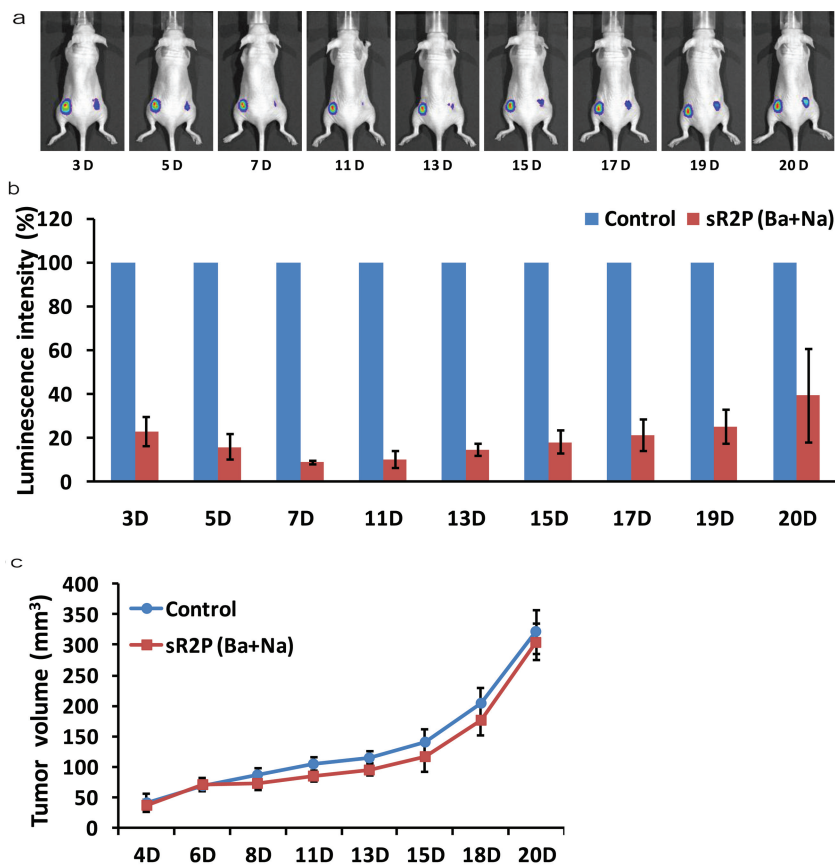 a
3 D 5 D 7 D 11 D 13 D 15 D 17 D 19 D 20 D
b
Luminescence intensity (%)
120
100
80
60
40
20
0
Control sR2P (Ba+Na)
3D 5D 7D 11D 13D 15D 17D 19D 20D
c
Tumor volume (mm³)
400
350
300
250
200
150
100
50
0
Control
sR2P (Ba+Na)
4D 6D 8D 11D 13D 15D 18D 20D